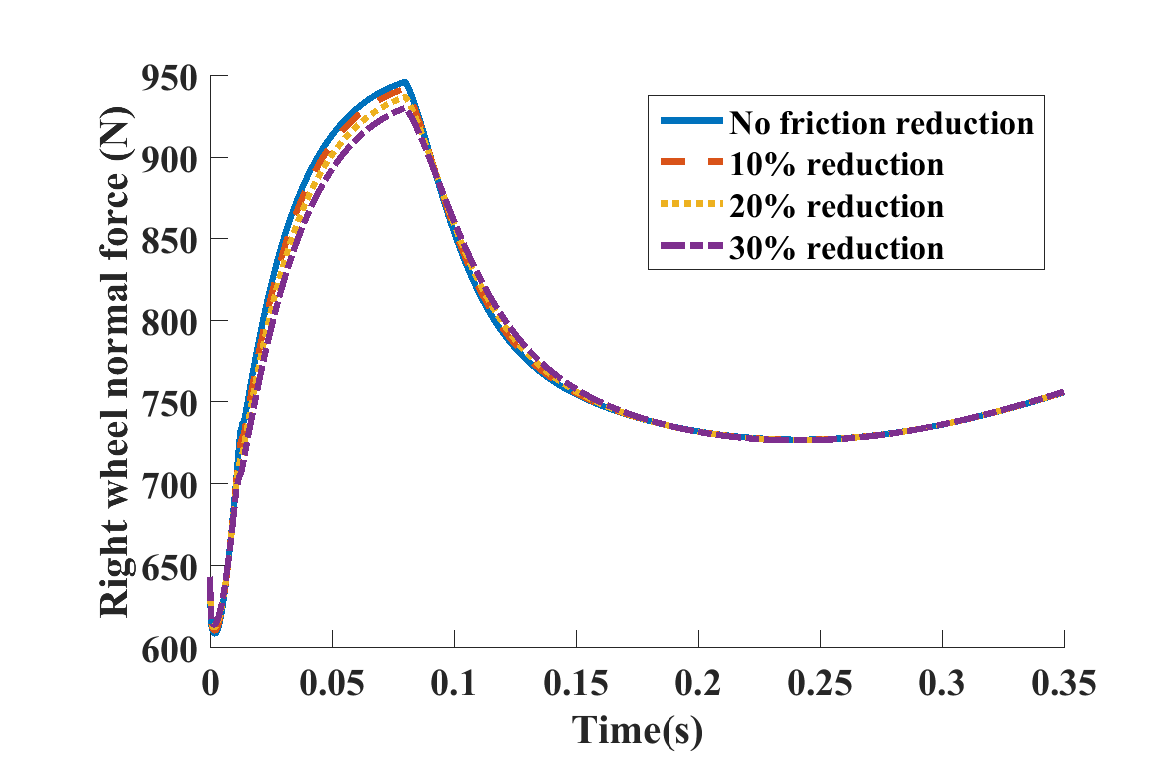 950
900
850
800
750
700
650
600
Right wheel normal force (N)
No friction reduction
10% reduction
20% reduction
30% reduction
0 0.05 0.1 0.15 0.2 0.25 0.3 0.35
Time(s)